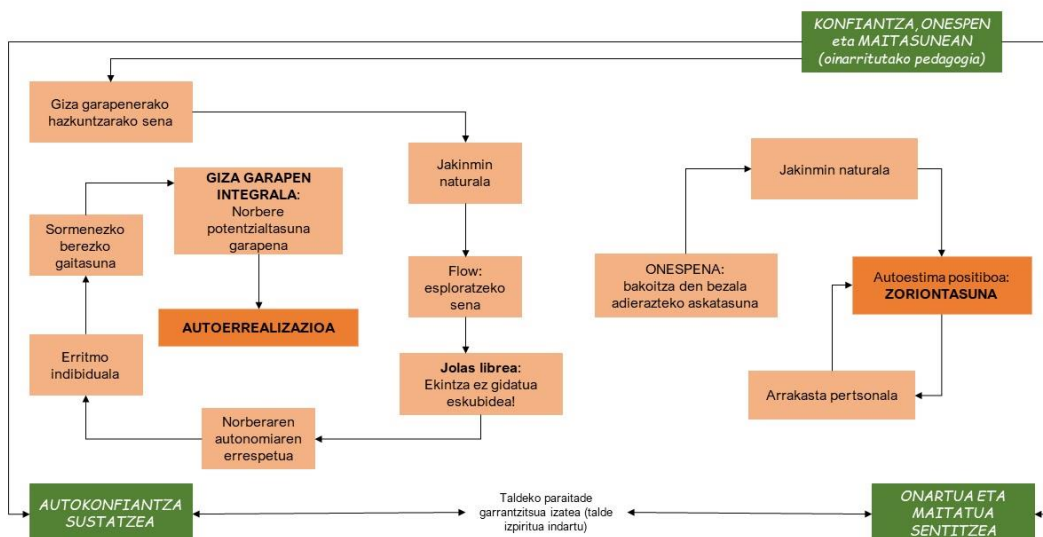 KONFIANTZA, ONESPEN
eta MAITASUNEAN
(oinarritutako pedagogia)
Giza garapenerako
hazkuntzarako sena
Jakinmin
naturala
Flow:
esploratzeko
sena
Jolas librea:
Ekintza ez gidatua
eskubidea!
Norberaren
autonomiaren
errespetua
Erritmo
indibiduala
Sormenezko
berezko
gaitasuna
GIZA GARAPEN
INTEGRALA:
Norbere
potentzialtasuna
garapena
AUTOERREALIZAZIOA
ONESPENA:
bakoitza den bezala
adierazteko askatasuna
Jakinmin naturala
Autoestima positiboa:
ZORIONTASUNA
Arrakasta pertsonala
AUTOKONFIANTZA
SUSTATZEA
Taldeko paraitade
garrantzitsua izatea (talde
izpiritua indartu)
ONARTUA ETA
MAITATUA
SENTITZEA